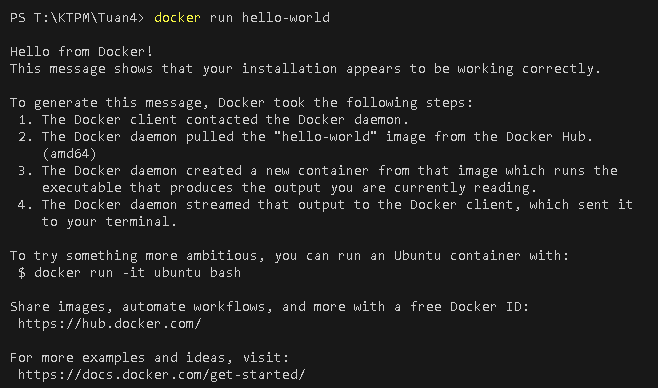 PS T:\KTPM\Tuan4> docker run hello-world
Hello from Docker!
This message shows that your installation appears to be working correctly.
To generate this message, Docker took the following steps:
1. The Docker client contacted the Docker daemon.
2. The Docker daemon pulled the "hello-world" image from the Docker Hub.
(amd64)
3. The Docker daemon created a new container from that image which runs the
executable that produces the output you are currently reading.
4. The Docker daemon streamed that output to the Docker client, which sent it
to your terminal.
To try something more ambitious, you can run an Ubuntu container with:
$ docker run -it ubuntu bash
Share images, automate workflows, and more with a free Docker ID:
https://hub.docker.com/
For more examples and ideas, visit:
https://docs.docker.com/get-started/